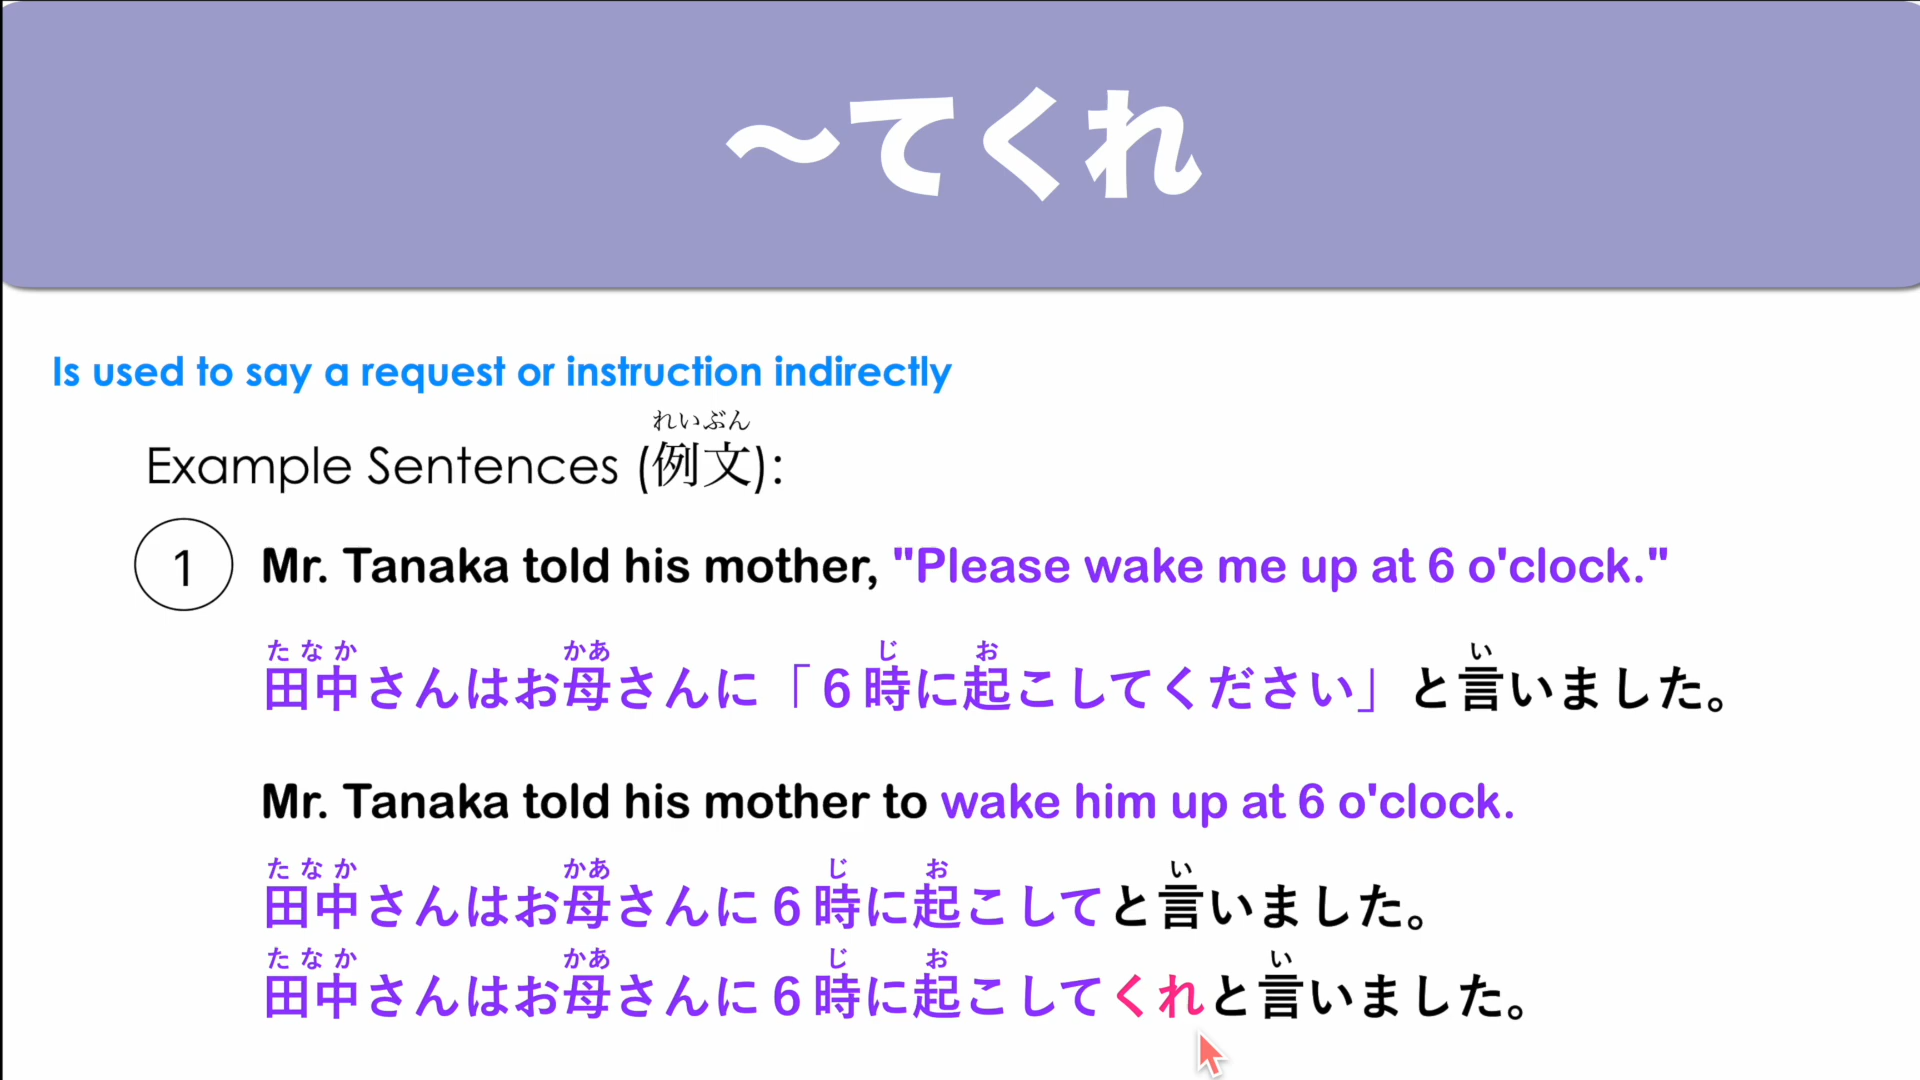 ～てくれ
Is used to say a request or instruction indirectly
れいぶん
Example Sentences (例文):
1 Mr. Tanaka told his mother, "Please wake me up at 6 o'clock."
たなか かあ じ お い
田中さんはお母さんに「６時に起こしてください」と言いました。
Mr. Tanaka told his mother to wake him up at 6 o'clock.
たなか かあ じ お い
田中さんはお母さんに６時に起こしてと言いました。
たなか かあ じ お い
田中さんはお母さんに６時に起こしてくれと言いました。